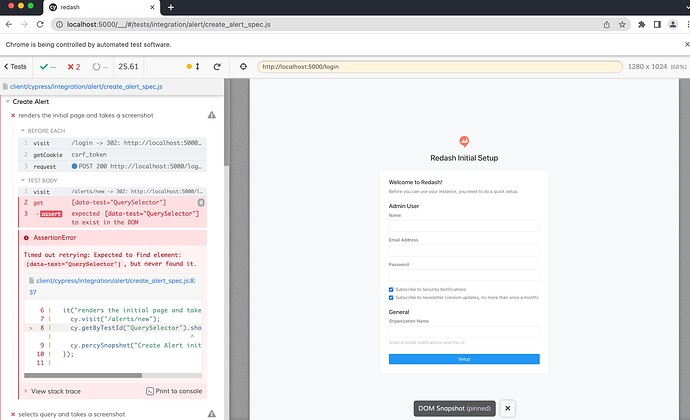 redash
localhost:5000/__/#/tests/integration/alert/create_alert_spec.js
Chrome is being controlled by automated test software.
Tests
--
2
--
25.61
http://localhost:5000/login
1280 x 1024 (68%)
client/cypress/integration/alert/create_alert_spec.js
Create Alert
renders the initial page and takes a screenshot
BEFORE EACH
1 visit /login -> 302: http://localhost:5000…
2 getCookie csrf_token
3 request POST 200 http://localhost:5000/log…
TEST BODY
1 visit /alerts/new -> 302: http://localhost:5000/l…
2 get [data-test="QuerySelector"] 0
3 -assert expected [data-test="QuerySelector"]
to exist in the DOM
AssertionError
Timed out retrying: Expected to find element:
[data-test="QuerySelector"], but never found it.
client/cypress/integration/alert/create_alert_spec.js:8:
37
6 | it("renders the initial page and take
7 | cy.visit("/alerts/new");
> 8 | cy.getByTestId("QuerySelector").sho
| ^
9 | cy.percySnapshot("Create Alert init
10 | });
11 |
View stack trace
Print to console
selects query and takes a screenshot
Redash Initial Setup
Welcome to Redash!
Before you can use your instance, you need to do a quick setup.
Admin User
Name
Email Address
Password
Subscribe to Security Notifications
Subscribe to newsletter (version updates, no more than once a month)
General
Organization Name
Used in email notifications and the UI.
Setup
DOM Snapshot (pinned)